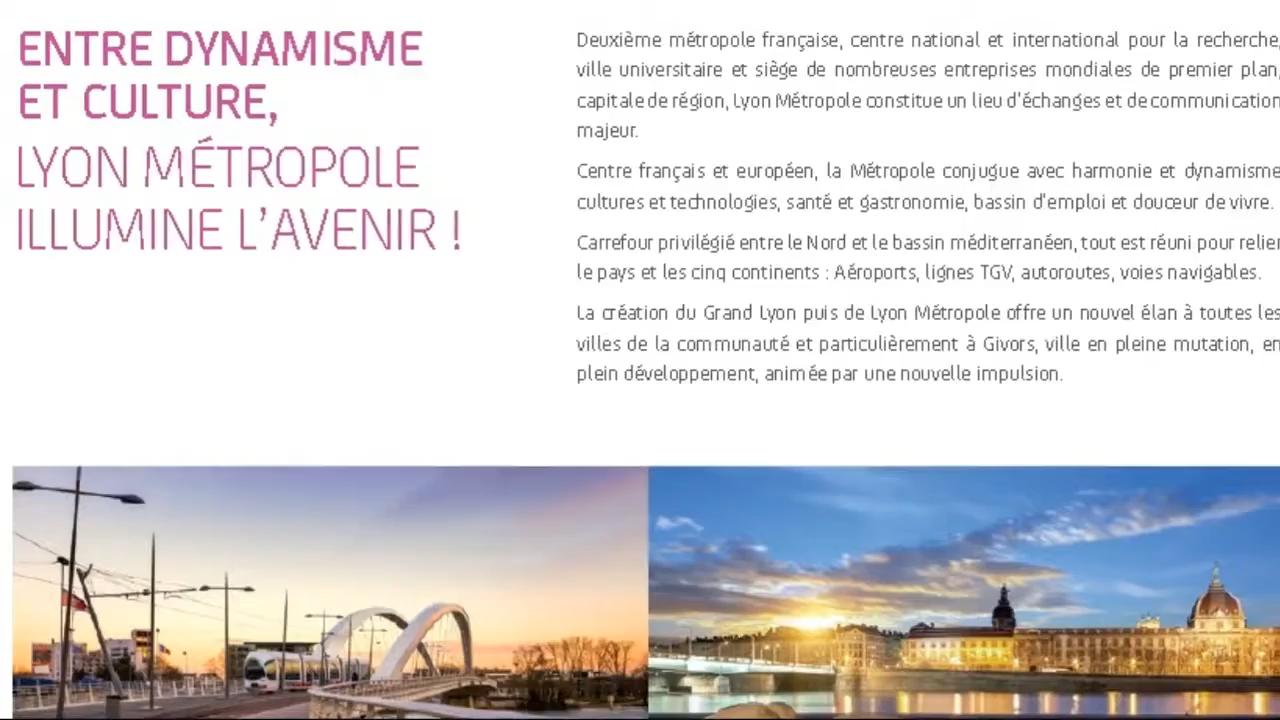 ENTRE DYNAMISME
ET CULTURE,
LYON MÉTROPOLE
ILLUMINE L’AVENIR !
Deuxième métropole française, centre national et international pour la recherche,
ville universitaire et siège de nombreuses entreprises mondiales de premier plan,
capitale de région, Lyon Métropole constitue un lieu d’échanges et de communication
majeur.
Centre français et européen, la Métropole conjugue avec harmonie et dynamisme
cultures et technologies, santé et gastronomie, bassin d’emploi et douceur de vivre.
Carrefour privilégié entre le Nord et le bassin méditerranéen, tout est réuni pour relier
le pays et les cinq continents : Aéroports, lignes TGV, autoroutes, voies navigables.
La création du Grand Lyon puis de Lyon Métropole offre un nouvel élan à toutes les
villes de la communauté et particulièrement à Givors, ville en pleine mutation, en
plein développement, animée par une nouvelle impulsion.